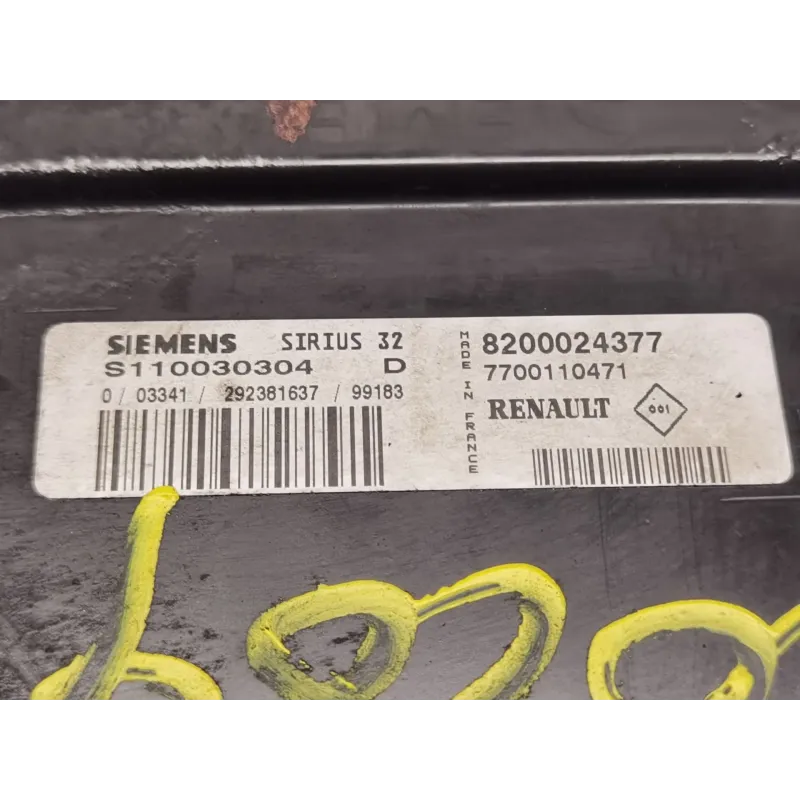 SIEMENS SIRIUS 32
S110030304 D
0 / 03341 / 292381637 / 99183
MADE IN FRANCE
8200024377
7700110471
RENAULT 001